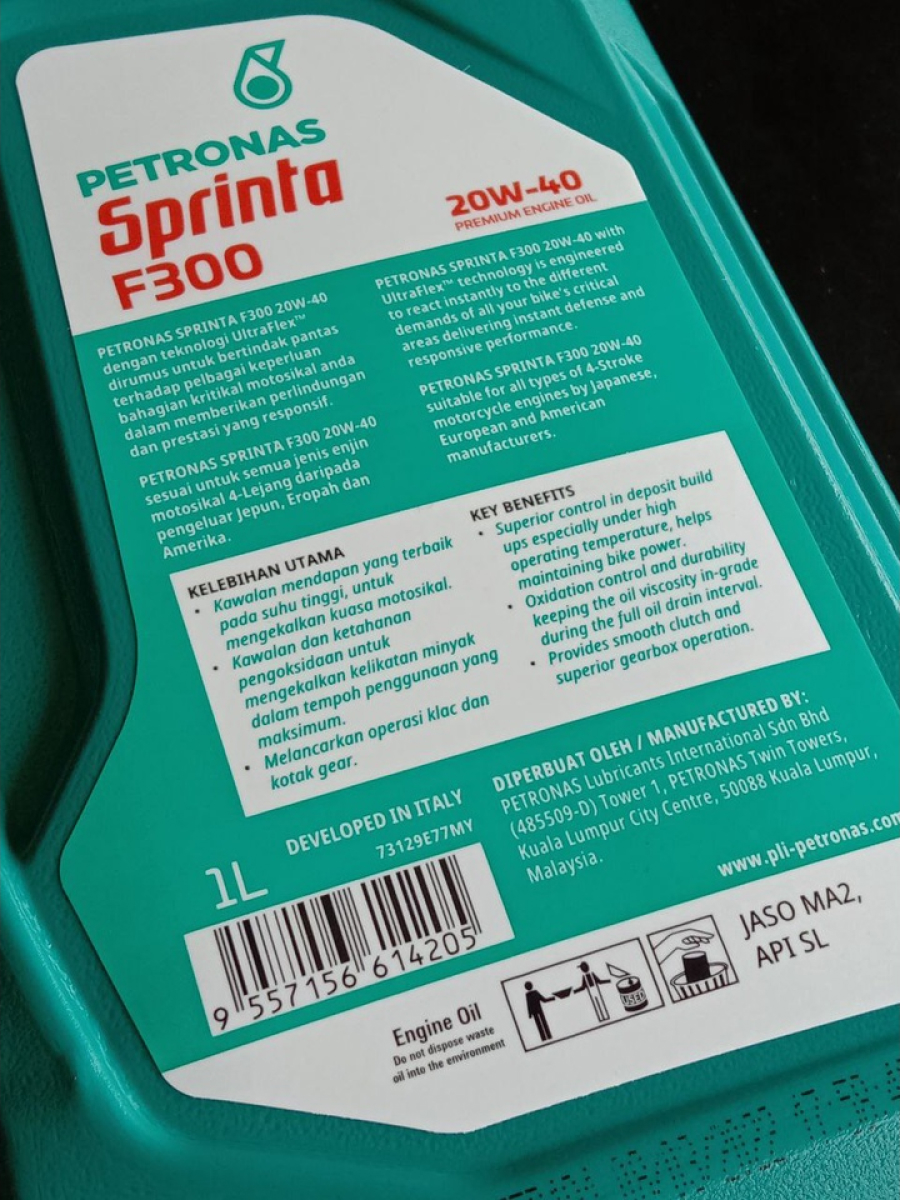 PETRONAS
Sprinta
F300
20W-40
PREMIUM ENGINE OIL
PETRONAS SPRINTA F300 20W-40
dengan teknologi UltraFlex™
dirumus untuk bertindak pantas
terhadap pelbagai keperluan
bahagian kritikal motosikal anda
dalam memberikan perlindungan
dan prestasi yang responsif.
PETRONAS SPRINTA F300 20W-40
sesuai untuk semua jenis enjin
motosikal 4-Lejang daripada
pengeluar Jepun, Eropah dan
Amerika.
PETRONAS SPRINTA F300 20W-40 with
UltraFlex™ technology is engineered
to react instantly to the different
demands of all your bike's critical
areas delivering instant defense and
responsive performance.
PETRONAS SPRINTA F300 20W-40
suitable for all types of 4-Stroke
motorcycle engines by Japanese,
European and American
manufacturers.
KELEBIHAN UTAMA
• Kawalan mendapan yang terbaik
pada suhu tinggi, untuk
mengekalkan kuasa motosikal.
• Kawalan dan ketahanan
pengoksidaan untuk
mengekalkan kelikatan minyak
dalam tempoh penggunaan yang
maksimum.
• Melancarkan operasi klac dan
kotak gear.
KEY BENEFITS
• Superior control in deposit build
ups especially under high
operating temperature, helps
maintaining bike power.
• Oxidation control and durability
keeping the oil viscosity in-grade
during the full oil drain interval.
• Provides smooth clutch and
superior gearbox operation.
DIPERBUAT OLEH / MANUFACTURED BY:
PETRONAS Lubricants International Sdn Bhd
(485509-D) Tower 1, PETRONAS Twin Towers,
Kuala Lumpur City Centre, 50088 Kuala Lumpur,
Malaysia.
www.pli-petronas.com
1L
DEVELOPED IN ITALY
73129E77MY
9 557156 614205
Engine Oil
Do not dispose waste
oil into the environment
USED
JASO MA2,
API SL